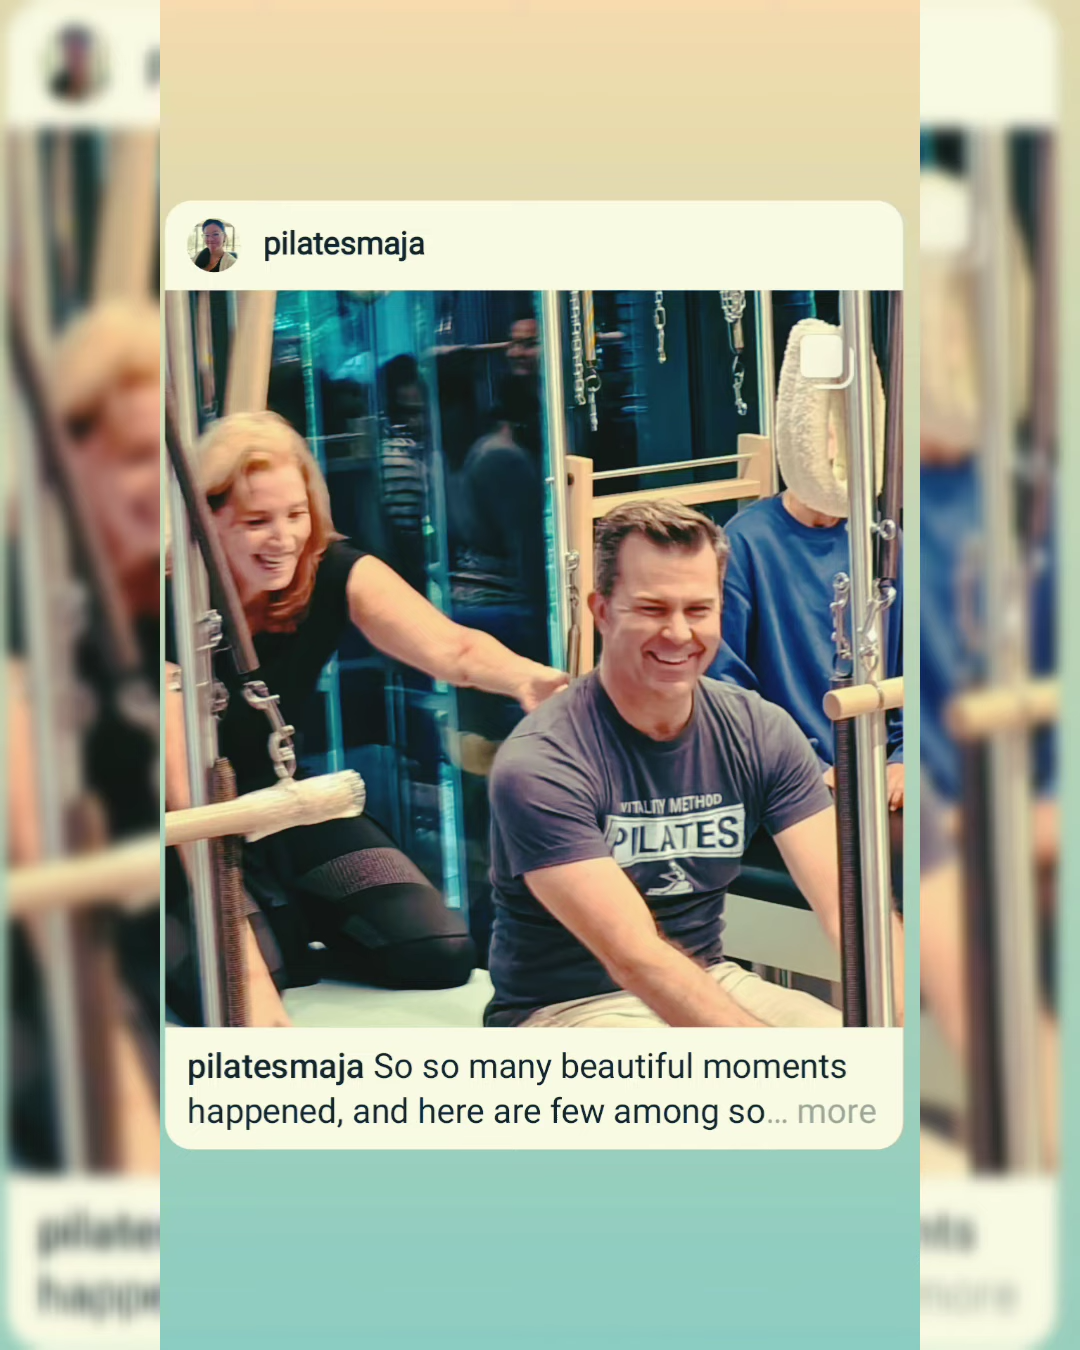 pilatesmaja
VITALITY METHOD
PILATES
pilatesmaja So so many beautiful moments
happened, and here are few among so... more